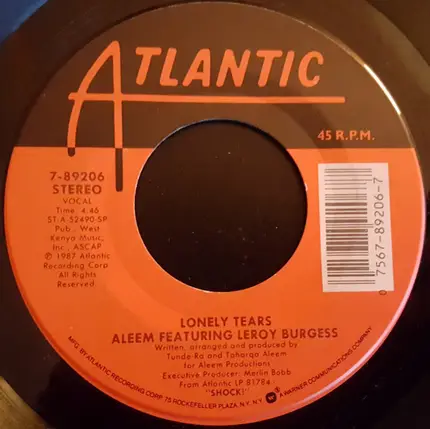 ATLANTIC
45 R.P.M.
7-89206
STEREO
VOCAL
Time: 4:46
ST-A-52490-SP
Pub., West
Kenya Music,
Inc., ASCAP
℗ 1987 Atlantic
Recording Corp.
All Rights
Reserved.
0 7567-89206-7
LONELY TEARS
ALEEM FEATURING LEROY BURGESS
Written, arranged and produced by
Tunde-Ra and Taharqa Aleem
for Aleem Productions
Executive Producer: Merlin Bobb
From Atlantic LP 81784
"SHOCK!"
MFG. BY ATLANTIC RECORDING CORP. 75 ROCKEFELLER PLAZA, N.Y. N.Y. A WARNER COMMUNICATIONS COMPANY